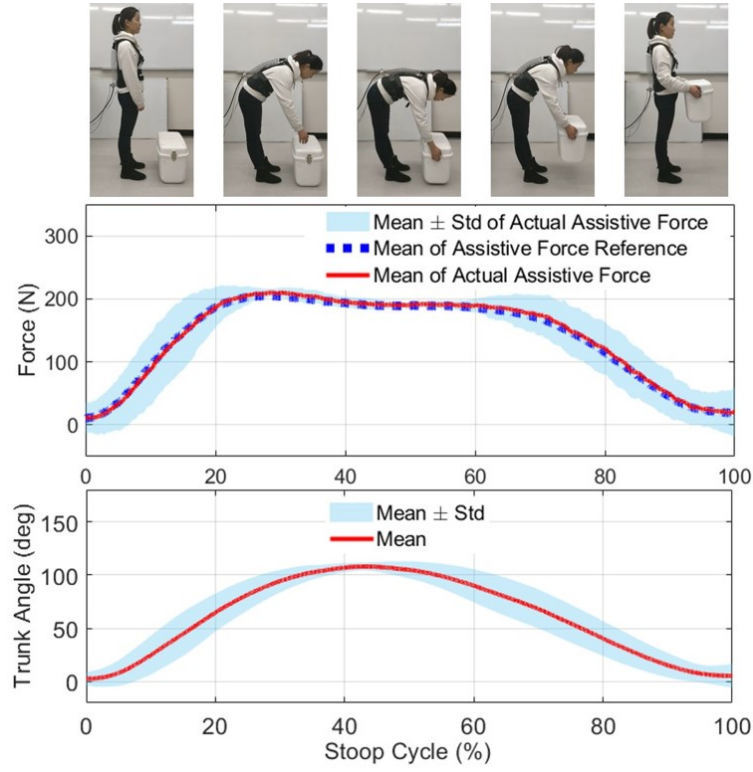 Mean ± Std of Actual Assistive Force
Mean of Assistive Force Reference
Mean of Actual Assistive Force
Force (N)
300
200
100
0
0 20 40 60 80 100
Mean ± Std
Mean
Trunk Angle (deg)
150
100
50
0
0 20 40 60 80 100
Stoop Cycle (%)